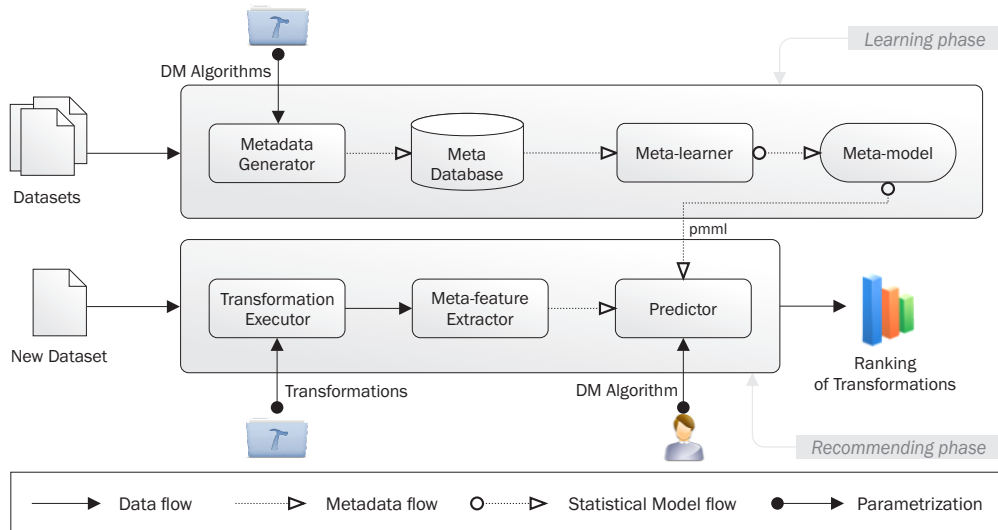 Learning phase
DM Algorithms
Metadata
Generator
Meta
Database
Meta-learner
Meta-model
Datasets
pmml
Transformation
Executor
Meta-feature
Extractor
Predictor
New Dataset
Ranking
of Transformations
Transformations
DM Algorithm
Recommending phase
Data flow
Metadata flow
Statistical Model flow
Parametrization